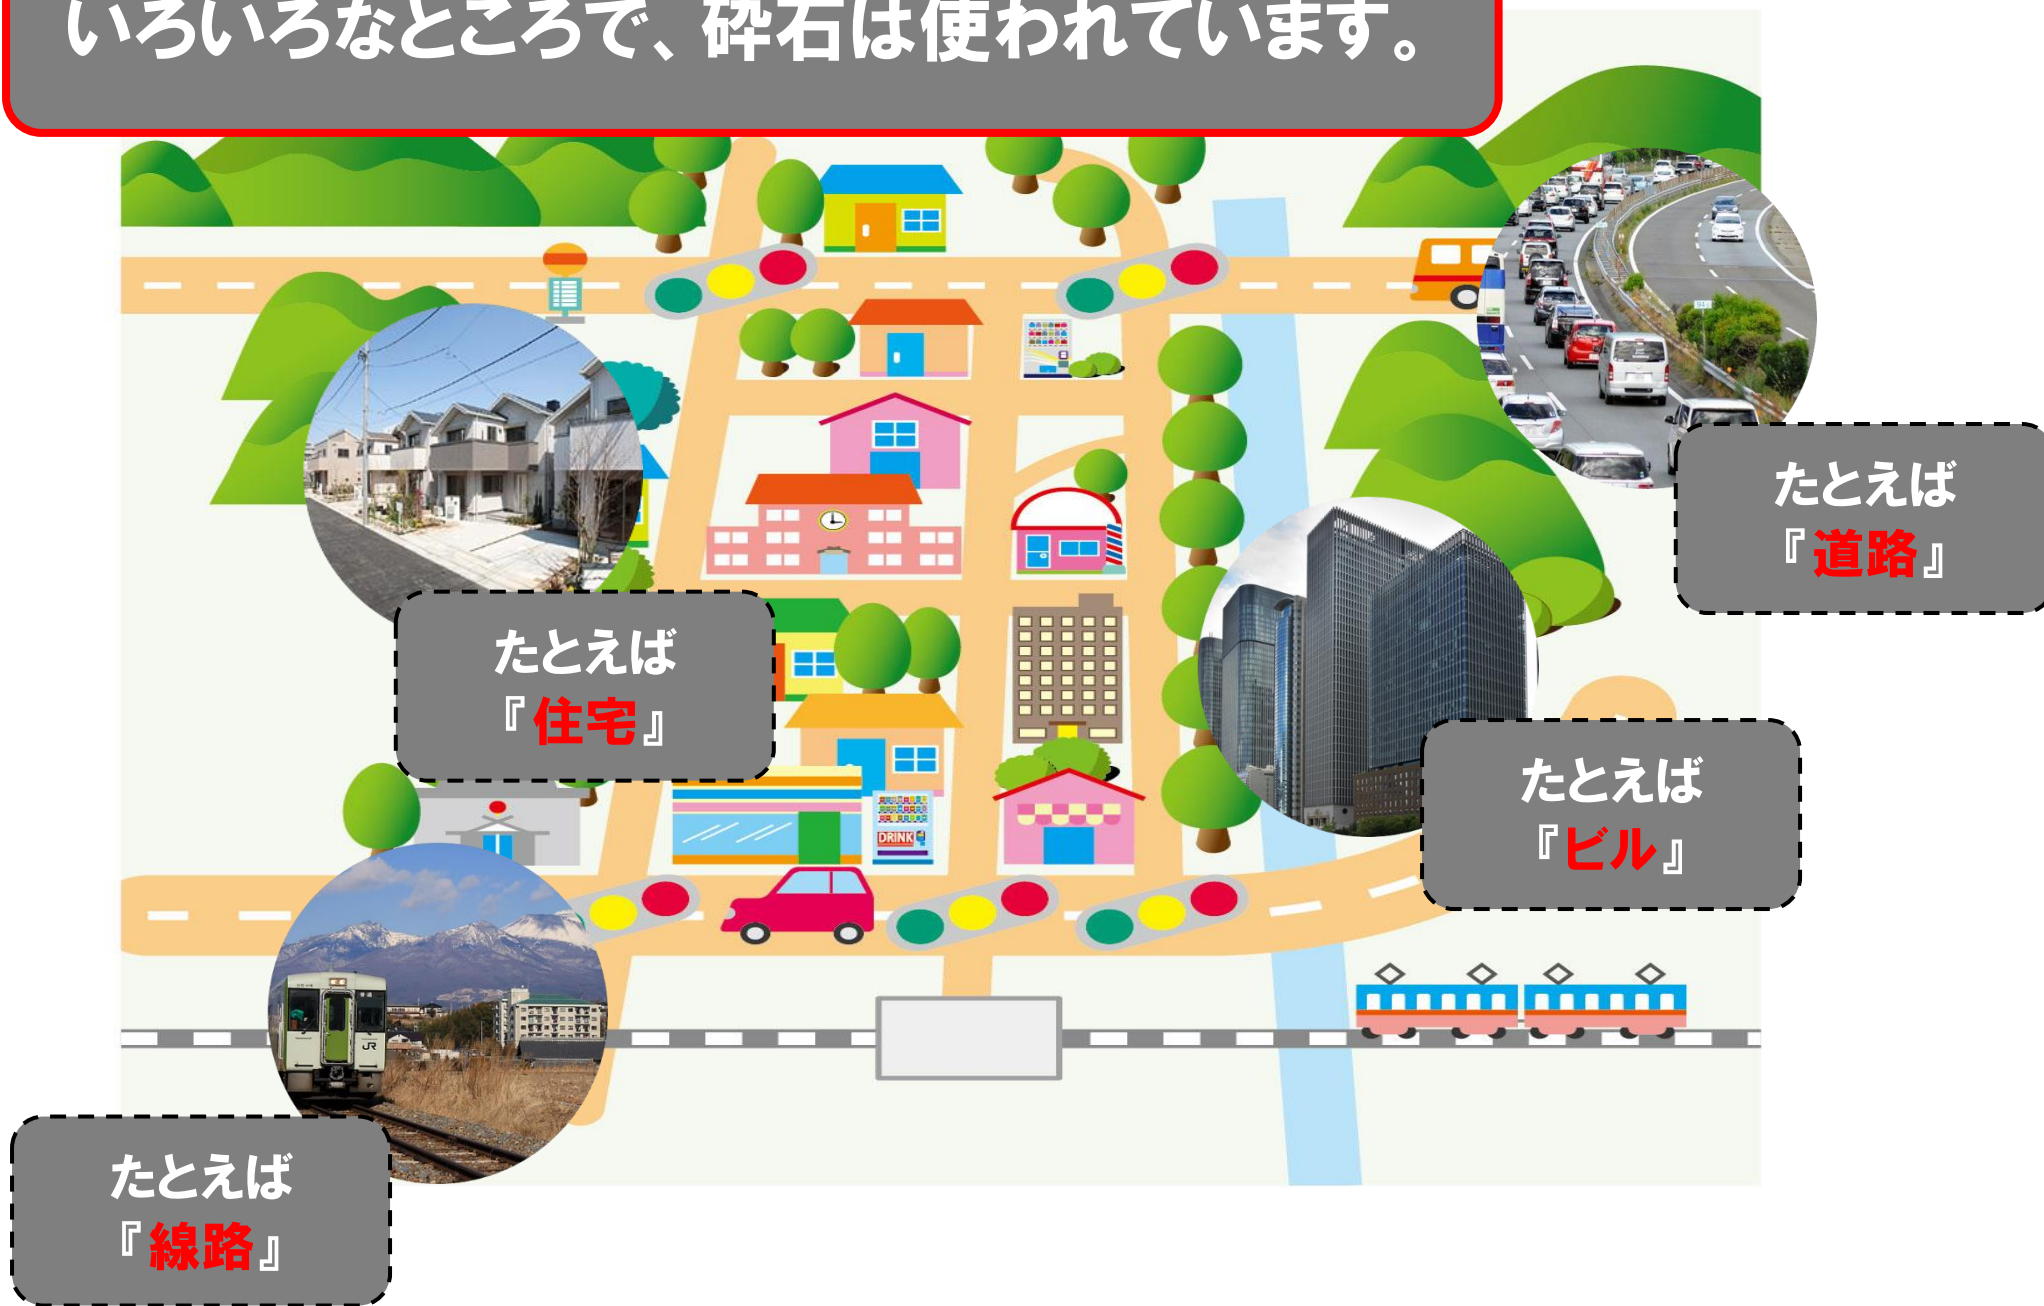 いろいろなところで、砕石は使われています。
たとえば
『道路』
たとえば
『住宅』
たとえば
『ビル』
DRINK
JR
たとえば
『線路』